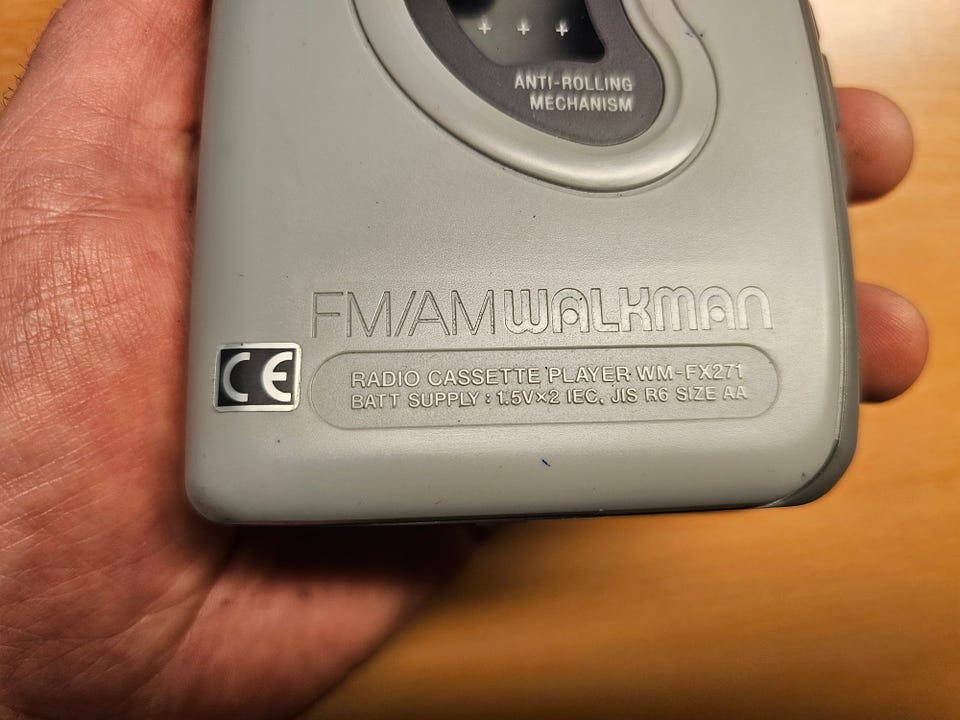 + + +
ANTI-ROLLING
MECHANISM
FM/AM WALKMAN
CE
RADIO CASSETTE PLAYER WM-FX271
BATT SUPPLY : 1.5V×2 IEC, JIS R6 SIZE AA